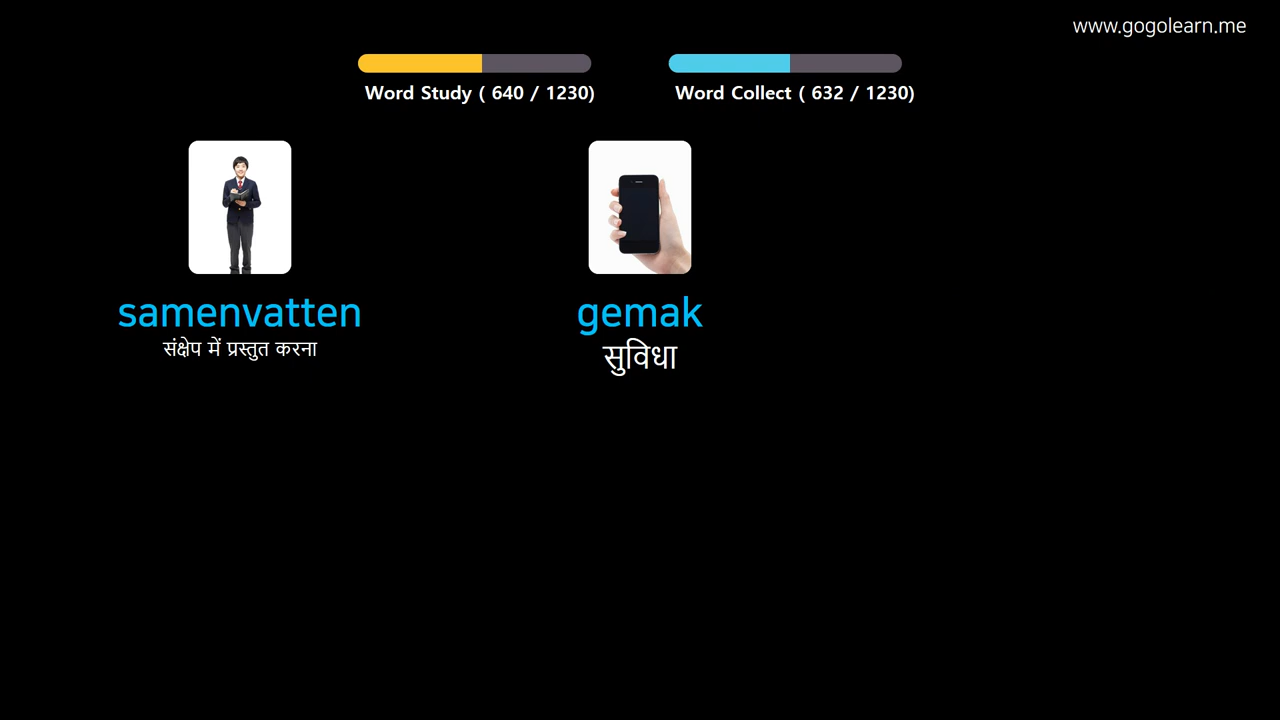 www.gogolearn.me
Word Study ( 640 / 1230)
Word Collect ( 632 / 1230)
samenvatten
संक्षेप में प्रस्तुत करना
gemak
सुविधा